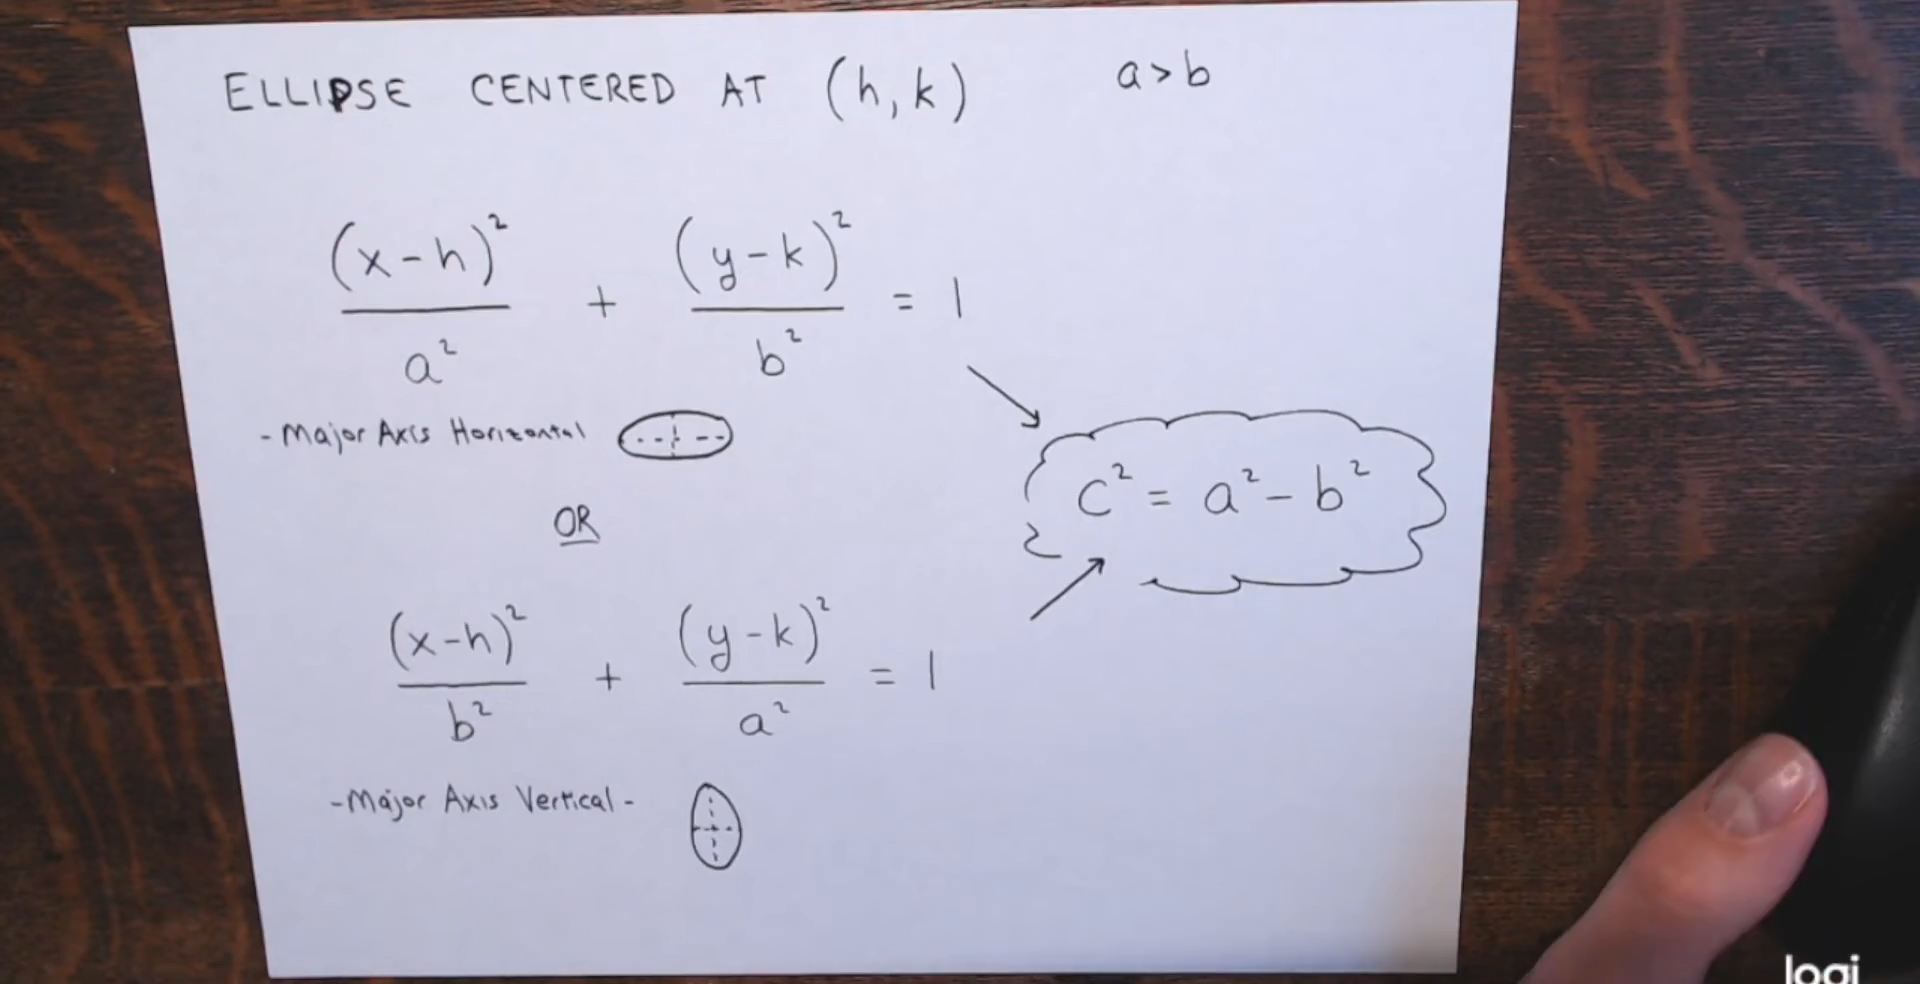 ELLIPSE CENTERED AT (h, k) a > b
(x - h)² / a² + (y - k)² / b² = 1
- Major Axis Horizontal
c² = a² - b²
OR
(x - h)² / b² + (y - k)² / a² = 1
- Major Axis Vertical -
logi